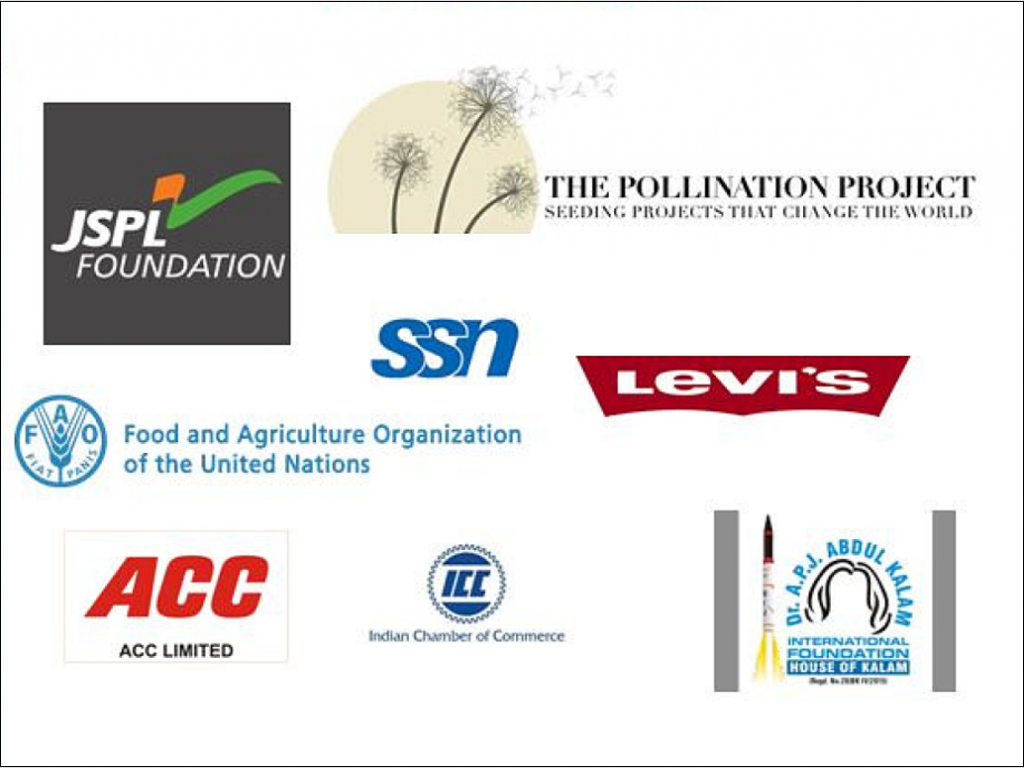 JSPL
FOUNDATION
THE POLLINATION PROJECT
SEEDING PROJECTS THAT CHANGE THE WORLD
ssn
LEVI'S
FAO
FIAT PANIS
Food and Agriculture Organization
of the United Nations
ACC
ACC LIMITED
ICC
Indian Chamber of Commerce
Dr. A.P.J. ABDUL KALAM
INTERNATIONAL
FOUNDATION
HOUSE OF KALAM